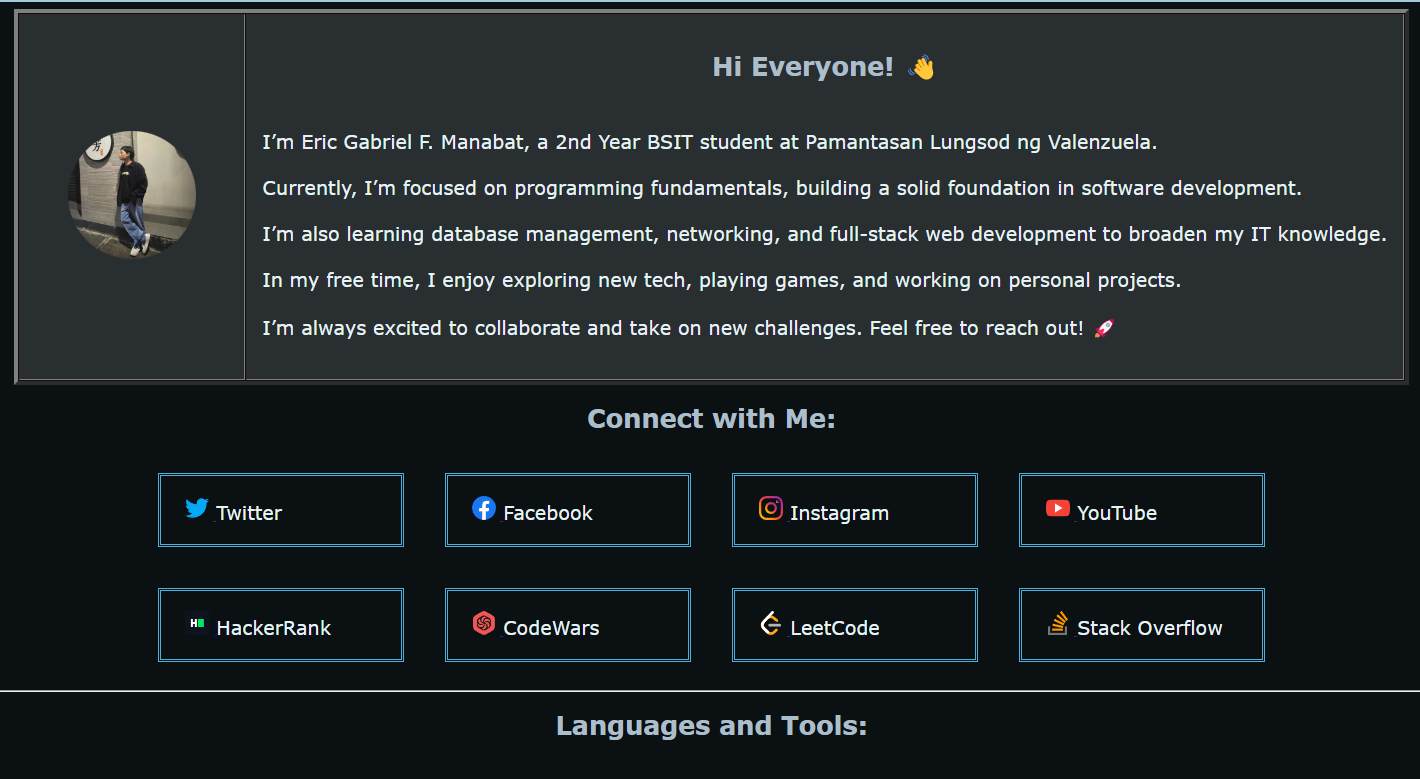 Hi Everyone! 👋
I’m Eric Gabriel F. Manabat, a 2nd Year BSIT student at Pamantasan Lungsod ng Valenzuela.
Currently, I’m focused on programming fundamentals, building a solid foundation in software development.
I’m also learning database management, networking, and full-stack web development to broaden my IT knowledge.
In my free time, I enjoy exploring new tech, playing games, and working on personal projects.
I’m always excited to collaborate and take on new challenges. Feel free to reach out! 🚀
Connect with Me:
Twitter
Facebook
Instagram
YouTube
HackerRank
CodeWars
LeetCode
Stack Overflow
Languages and Tools: